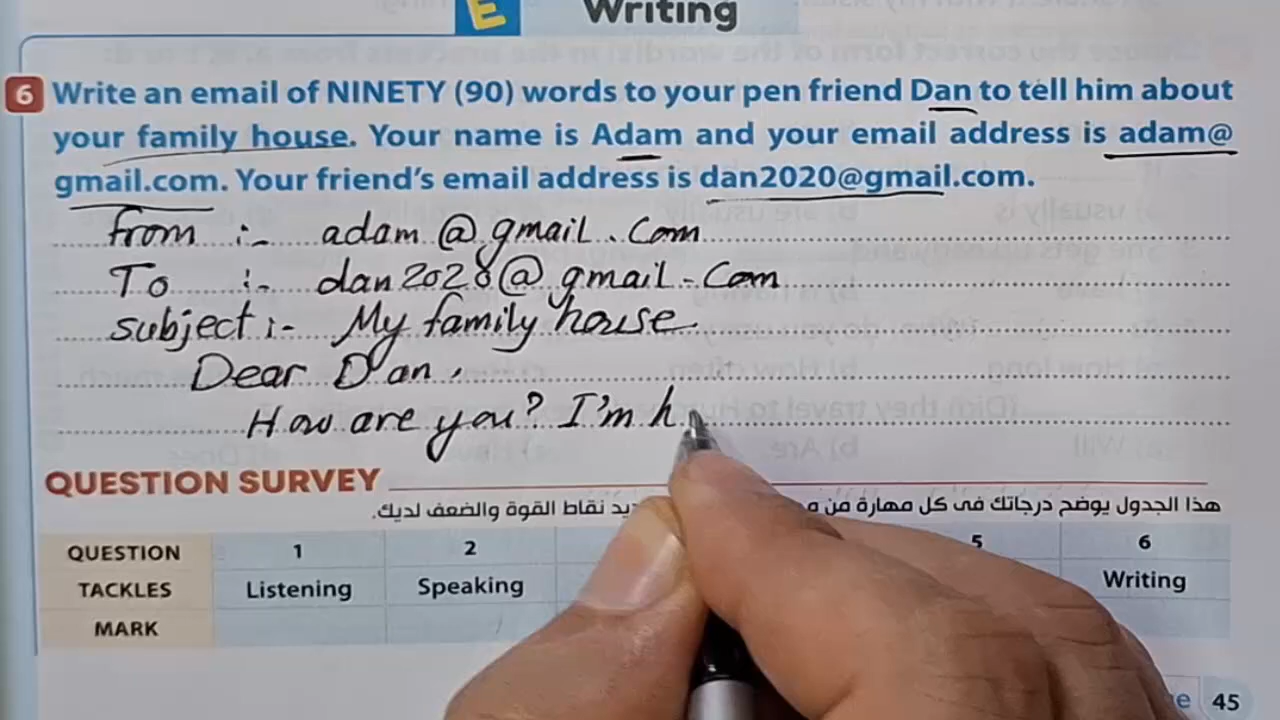 E Writing
6 Write an email of NINETY (90) words to your pen friend Dan to tell him about
your family house. Your name is Adam and your email address is adam@
gmail.com. Your friend's email address is dan2020@gmail.com.
from :- adam @ gmail . Com
To :- dan2028@ gmail - Com
subject :- My family house.
Dear Dan,
How are you? I'm h
QUESTION SURVEY
هذا الجدول يوضح درجاتك فى كل مهارة من نقاط القوة والضعف لديك.
QUESTION 1 2 5 6
TACKLES Listening Speaking Writing
MARK
45